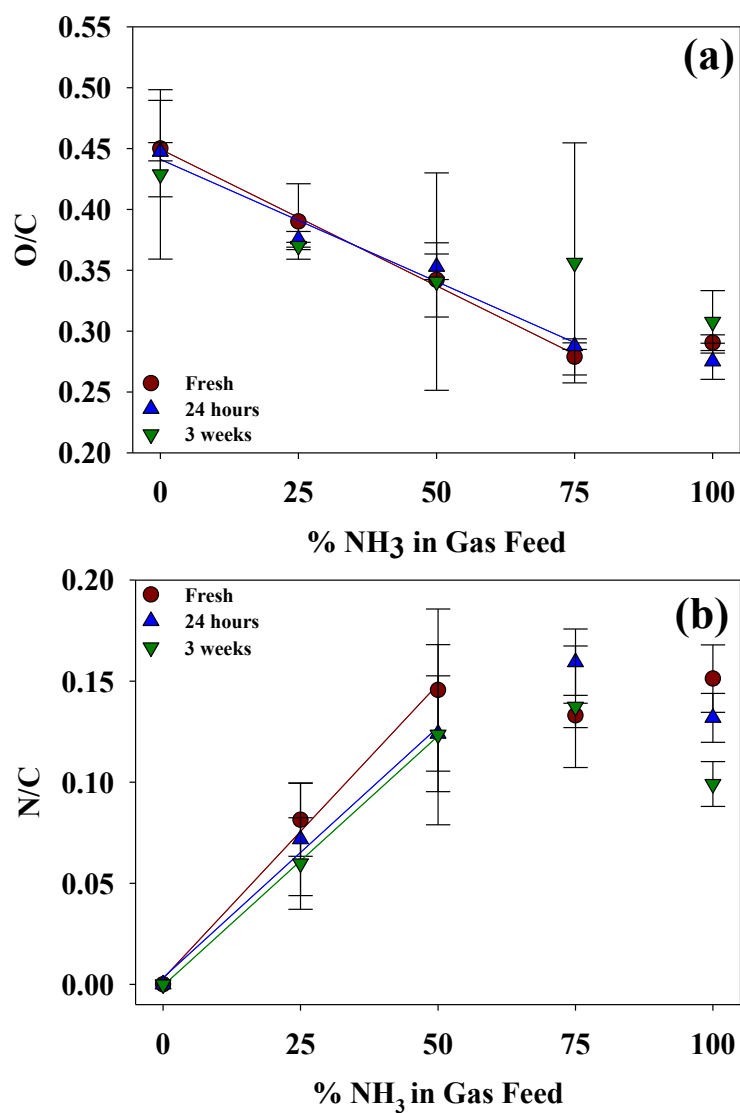 (a)
0.55
0.50
0.45
0.40
0.35
0.30
0.25
0.20
O/C
Fresh
24 hours
3 weeks
0 25 50 75 100
% NH3 in Gas Feed
(b)
0.20
0.15
0.10
0.05
0.00
N/C
Fresh
24 hours
3 weeks
0 25 50 75 100
% NH3 in Gas Feed